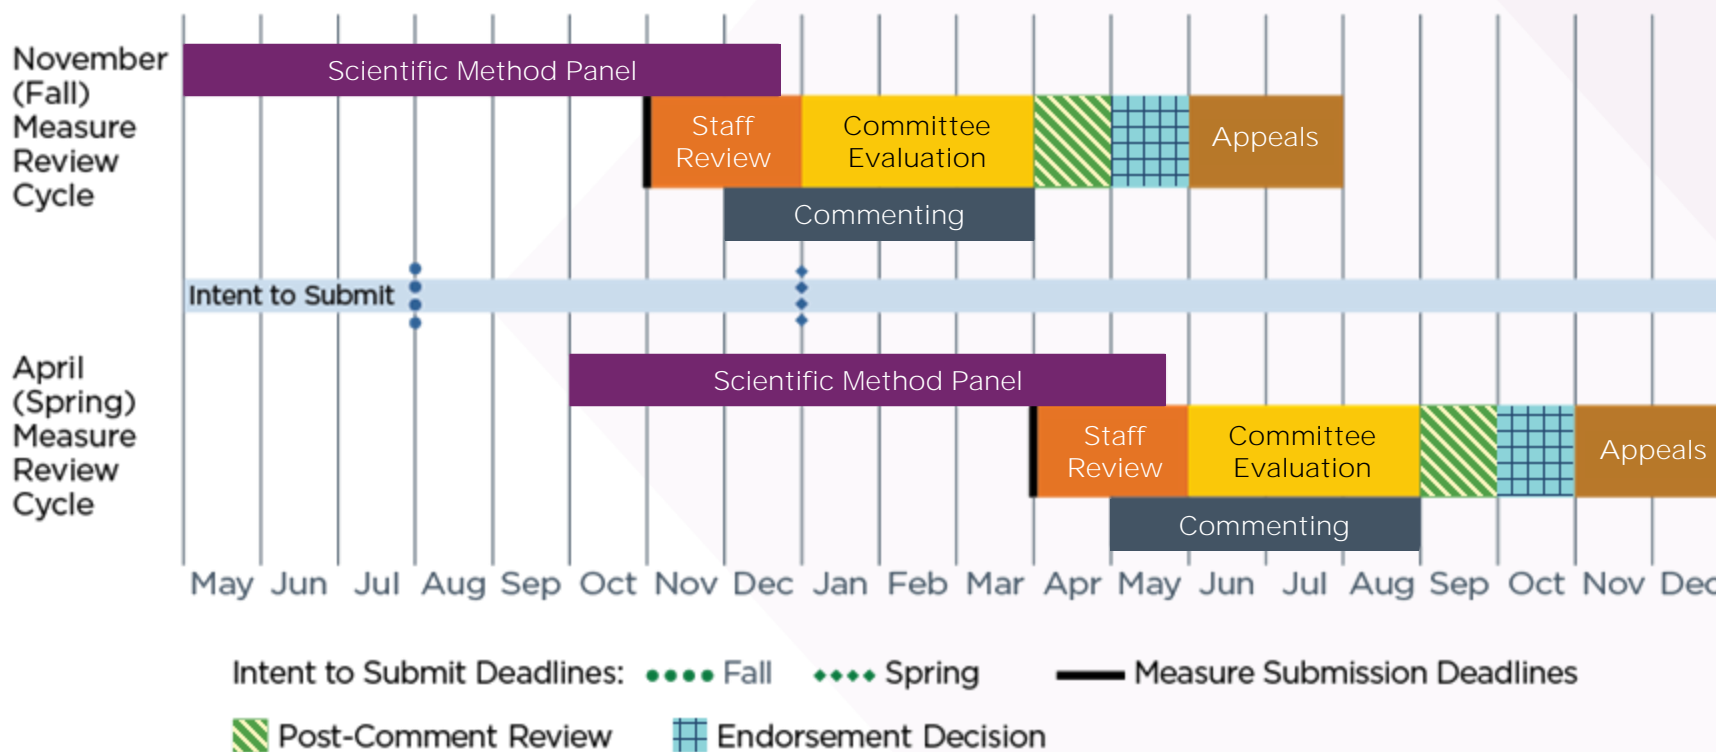 November
(Fall)
Measure
Review
Cycle
Scientific Method Panel
Staff
Review
Committee
Evaluation
Appeals
Commenting
Intent to Submit
April
(Spring)
Measure
Review
Cycle
Scientific Method Panel
Staff
Review
Committee
Evaluation
Appeals
Commenting
May Jun Jul Aug Sep Oct Nov Dec Jan Feb Mar Apr May Jun Jul Aug Sep Oct Nov Dec
Intent to Submit Deadlines: Fall Spring Measure Submission Deadlines
Post-Comment Review Endorsement Decision